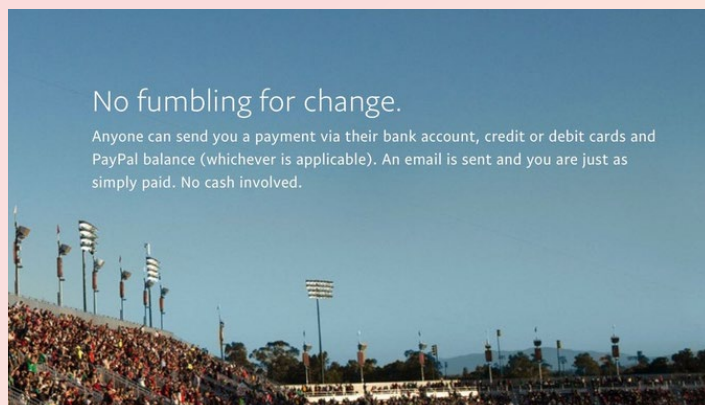 No fumbling for change.
Anyone can send you a payment via their bank account, credit or debit cards and
PayPal balance (whichever is applicable). An email is sent and you are just as
simply paid. No cash involved.